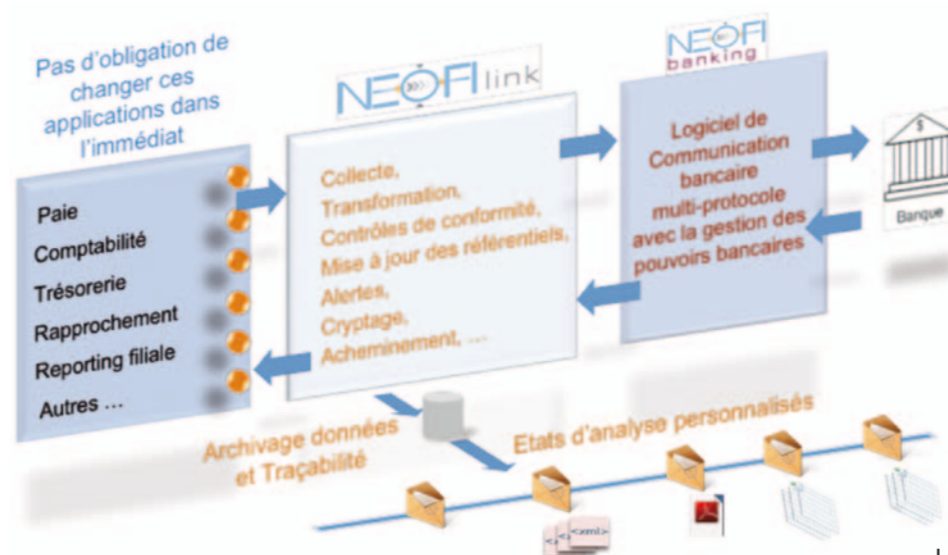 Pas d'obligation de
changer ces
applications dans
l'immédiat
Paie
Comptabilité
Trésorerie
Rapprochement
Reporting filiale
Autres ...
NEOFI link
Collecte,
Transformation,
Contrôles de conformité,
Mise à jour des référentiels,
Alertes,
Cryptage,
Acheminement, ...
NEOFI
banking
Logiciel de
Communication
bancaire
multi-protocole
avec la gestion des
pouvoirs bancaires
$
Banque
Archivage données
et Traçabilité
Etats d'analyse personnalisés
<xml>